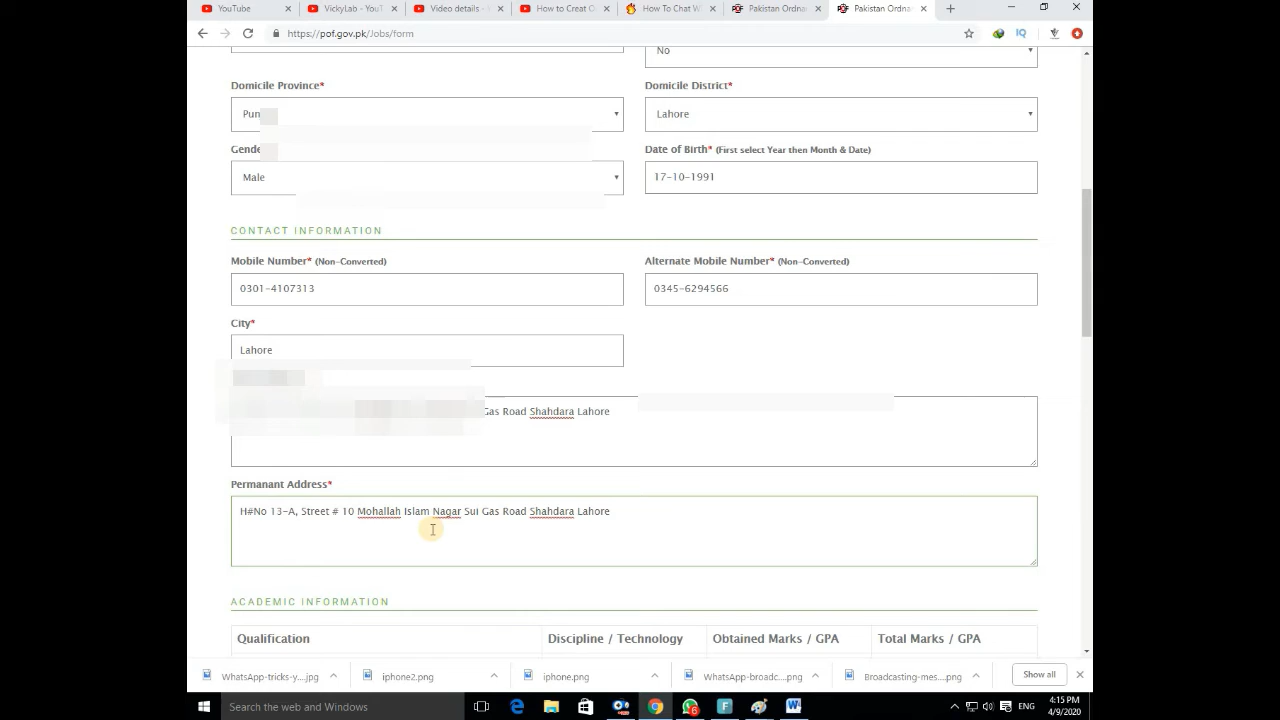 YouTube
VickyLab - YouT
Video details - 
How to Creat O
How To Chat W
Pakistan Ordna
Pakistan Ordna
https://pof.gov.pk/Jobs/form
No
Domicile Province*
Domicile District*
Pun
Lahore
Gende
Date of Birth* (First select Year then Month & Date)
Male
17-10-1991
CONTACT INFORMATION
Mobile Number* (Non-Converted)
Alternate Mobile Number* (Non-Converted)
0301-4107313
0345-6294566
City*
Lahore
Gas Road Shahdara Lahore
Permanant Address*
H#No 13-A, Street # 10 Mohallah Islam Nagar Sui Gas Road Shahdara Lahore
ACADEMIC INFORMATION
Qualification
Discipline / Technology
Obtained Marks / GPA
Total Marks / GPA
WhatsApp-tricks-y....jpg
iphone2.png
iphone.png
WhatsApp-broadc....png
Broadcasting-mes....png
Show all
Search the web and Windows
ENG
4:15 PM
4/9/2020